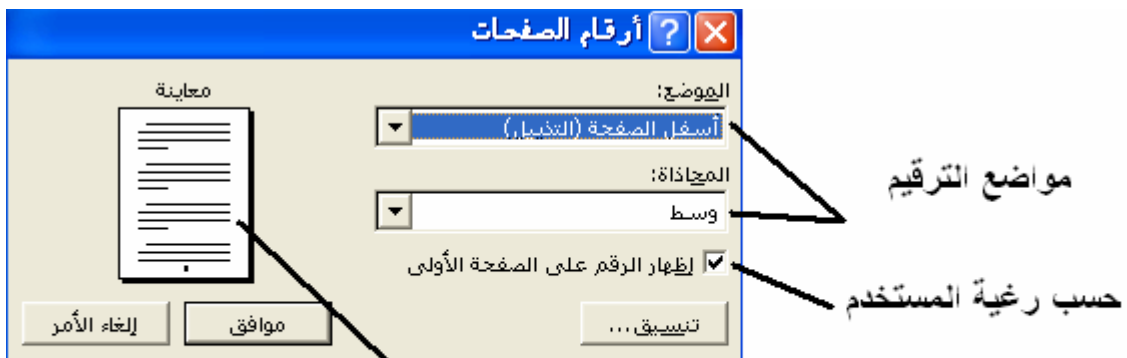 أرقام الصفحات
الموضع:
معاينة
أسفل الصفحة (التذييل)
المحاذاة:
وسط
مواضع الترقيم
إظهار الرقم على الصفحة الأولى
حسب رغبة المستخدم
تنسيق...
موافق
إلغاء الأمر